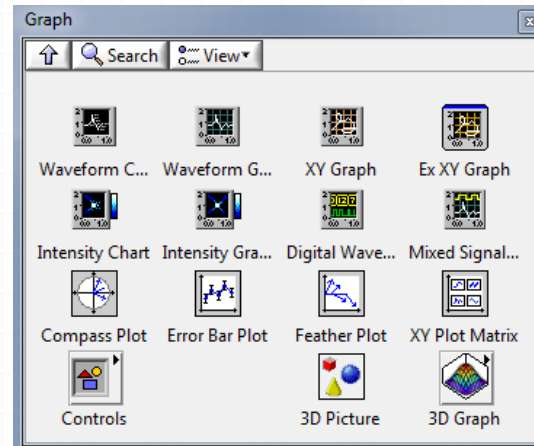 Graph
Search View
Waveform C... Waveform G... XY Graph Ex XY Graph
Intensity Chart Intensity Gra... Digital Wave... Mixed Signal...
Compass Plot Error Bar Plot Feather Plot XY Plot Matrix
Controls 3D Picture 3D Graph